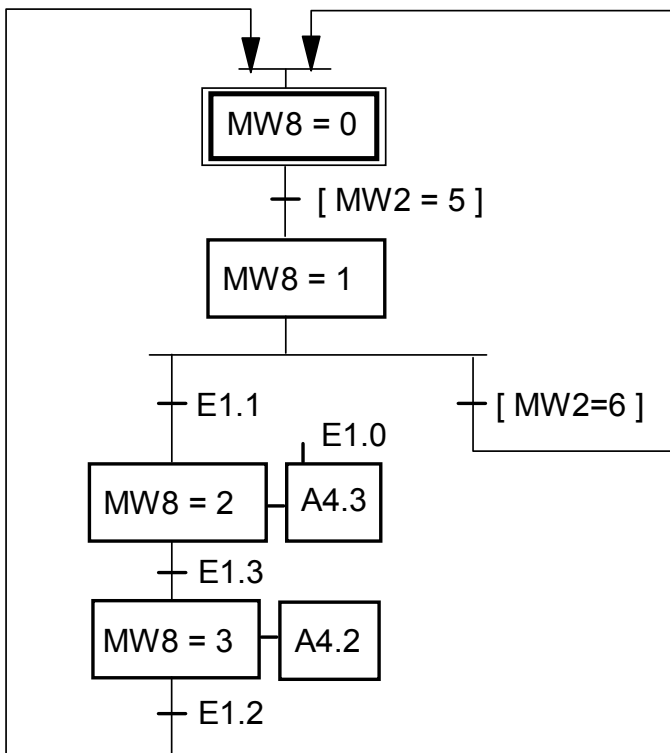 MW8 = 0
[ MW2 = 5 ]
MW8 = 1
E1.1
[ MW2=6 ]
E1.0
MW8 = 2
A4.3
E1.3
MW8 = 3
A4.2
E1.2